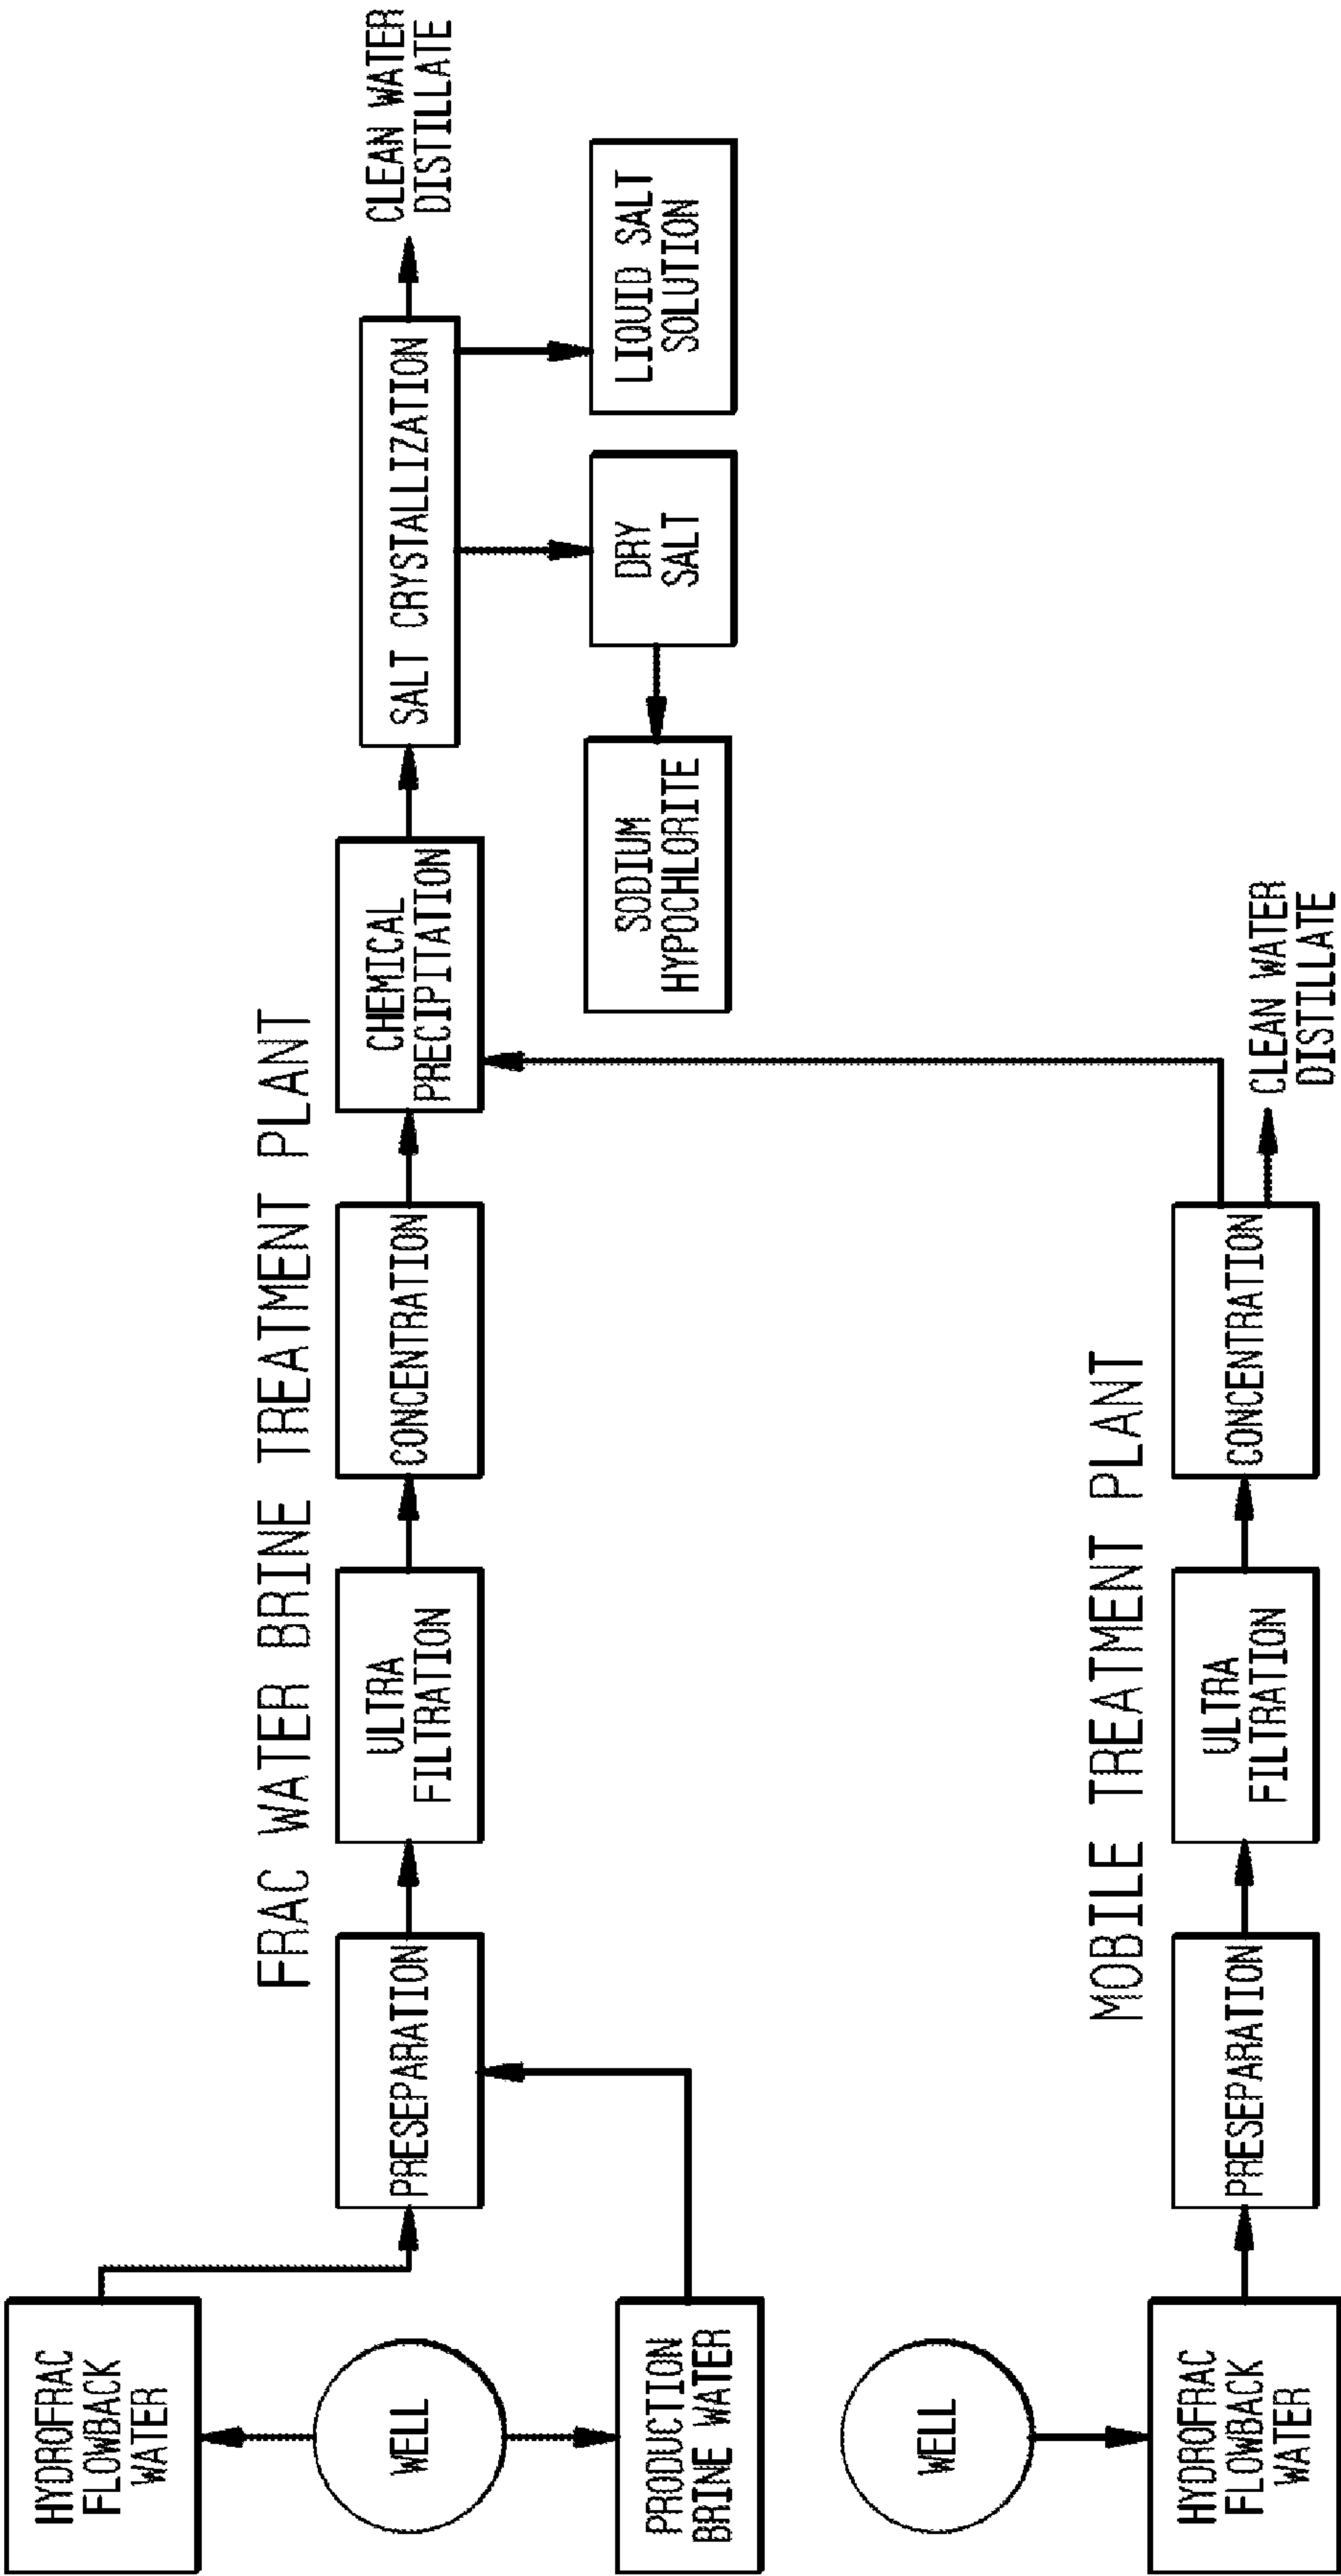 FRAC WATER BRINE TREATMENT PLANT
HYDROFRAC
FLOWBACK
WATER
WELL
PRODUCTION
BRINE WATER
PRESEPARATION
ULTRA
FILTRATION
CONCENTRATION
CHEMICAL
PRECIPITATION
SALT CRYSTALLIZATION
CLEAN WATER
DISTILLATE
SODIUM
HYPOCHLORITE
DRY
SALT
LIQUID SALT
SOLUTION
MOBILE TREATMENT PLANT
WELL
HYDROFRAC
FLOWBACK
WATER
PRESEPARATION
ULTRA
FILTRATION
CONCENTRATION
CLEAN WATER
DISTILLATE